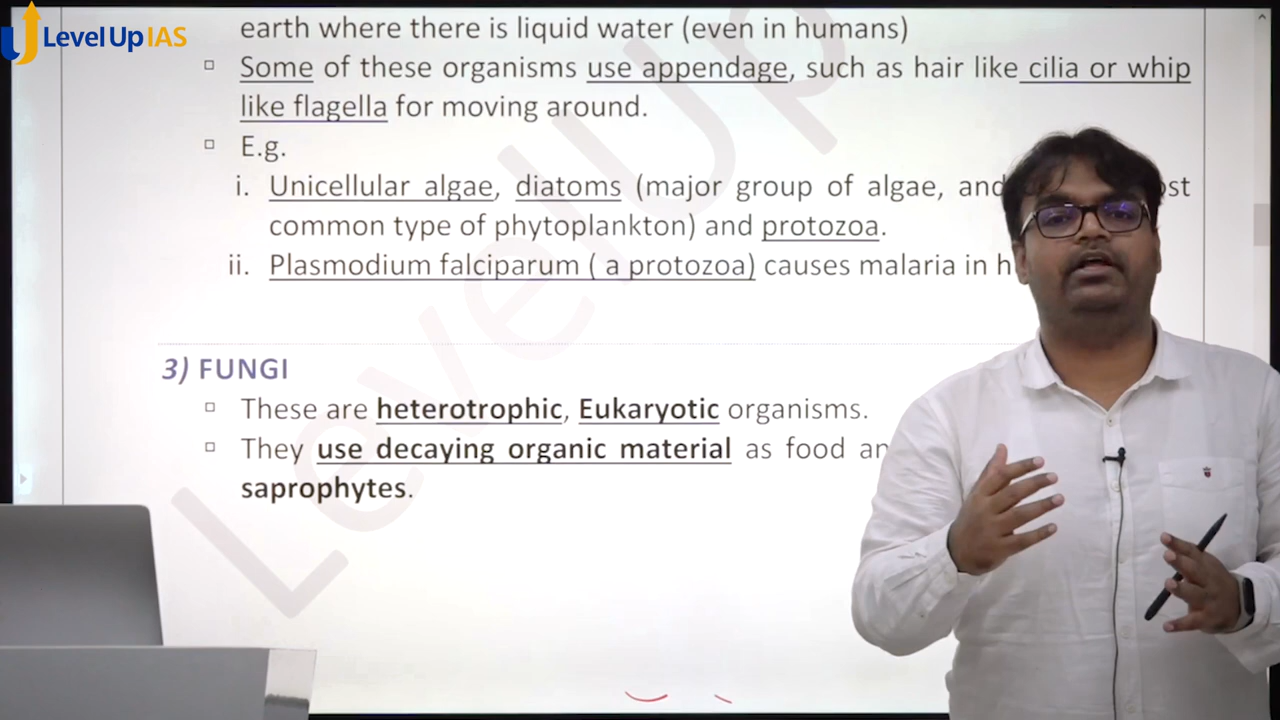 LevelUp IAS
earth where there is liquid water (even in humans)
▫ Some of these organisms use appendage, such as hair like cilia or whip
like flagella for moving around.
▫ E.g.
i. Unicellular algae, diatoms (major group of algae, and
common type of phytoplankton) and protozoa.
ii. Plasmodium falciparum ( a protozoa) causes malaria in
3) FUNGI
▫ These are heterotrophic, Eukaryotic organisms.
▫ They use decaying organic material as food
saprophytes.
LevelUp